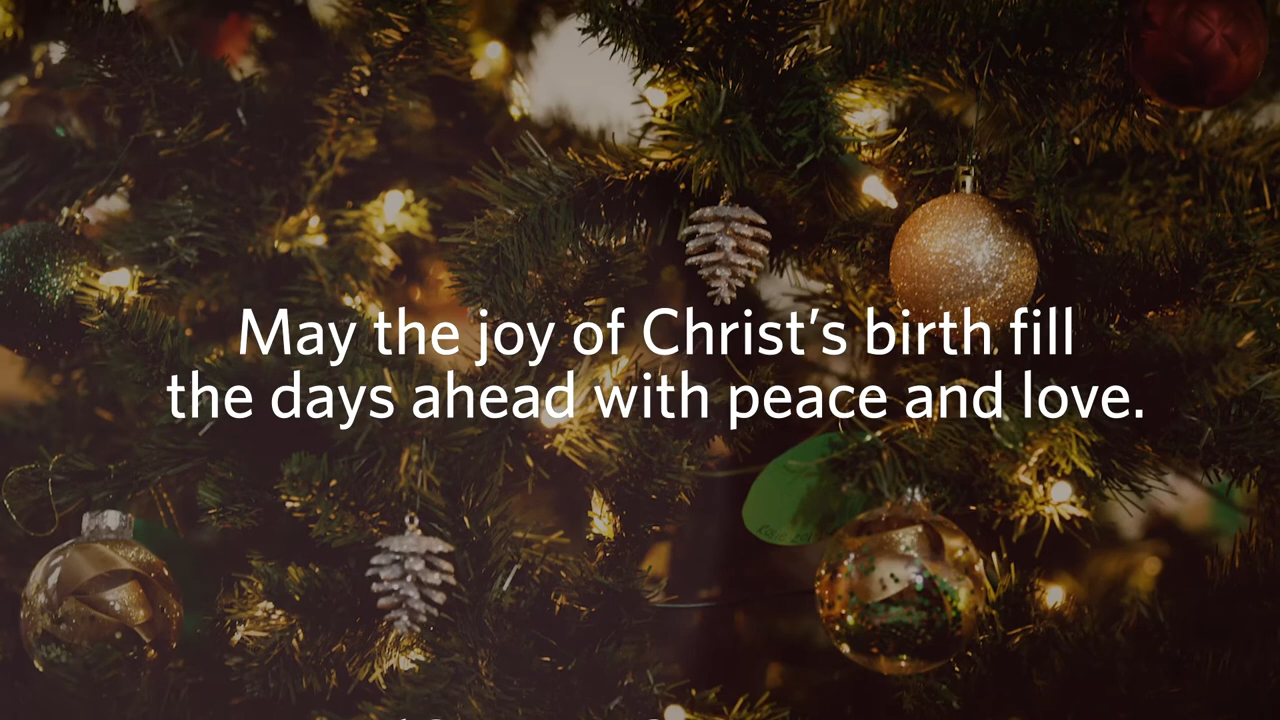 May the joy of Christ’s birth fill
the days ahead with peace and love.